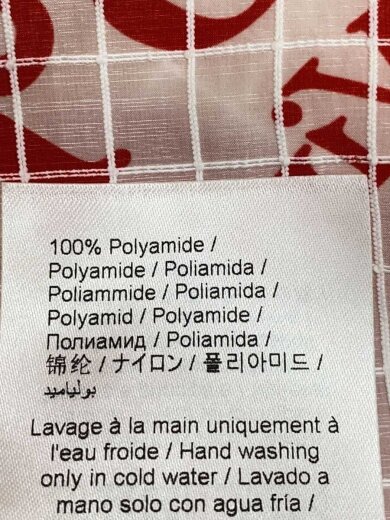 100% Polyamide /
Polyamide / Poliamida /
Poliammide / Poliamida /
Polyamid / Polyamide /
Полиамид / Poliamida /
锦纶 / ナイロン / 폴리아미드 /
بولياميد
Lavage à la main uniquement à
l'eau froide / Hand washing
only in cold water / Lavado a
mano solo con agua fría /